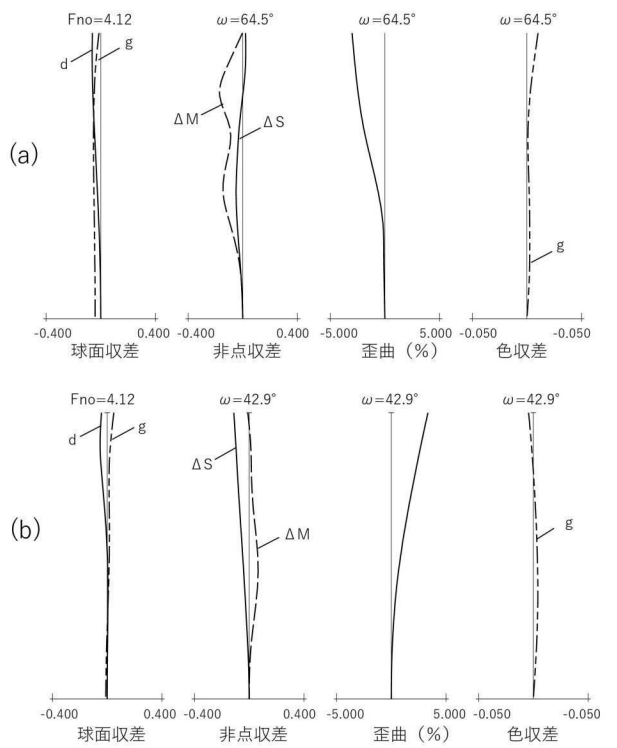 Fno=4.12 ω=64.5° ω=64.5° ω=64.5°
g
d
ΔM ΔS
(a)
g
-0.400 0.400 -0.400 0.400 -5.000 5.000 -0.050 -0.050
球面収差 非点収差 歪曲（%） 色収差
Fno=4.12 ω=42.9° ω=42.9° ω=42.9°
d g
ΔS
(b) g
ΔM
-0.400 0.400 -0.400 0.400 -5.000 5.000 -0.050 -0.050
球面収差 非点収差 歪曲（%） 色収差